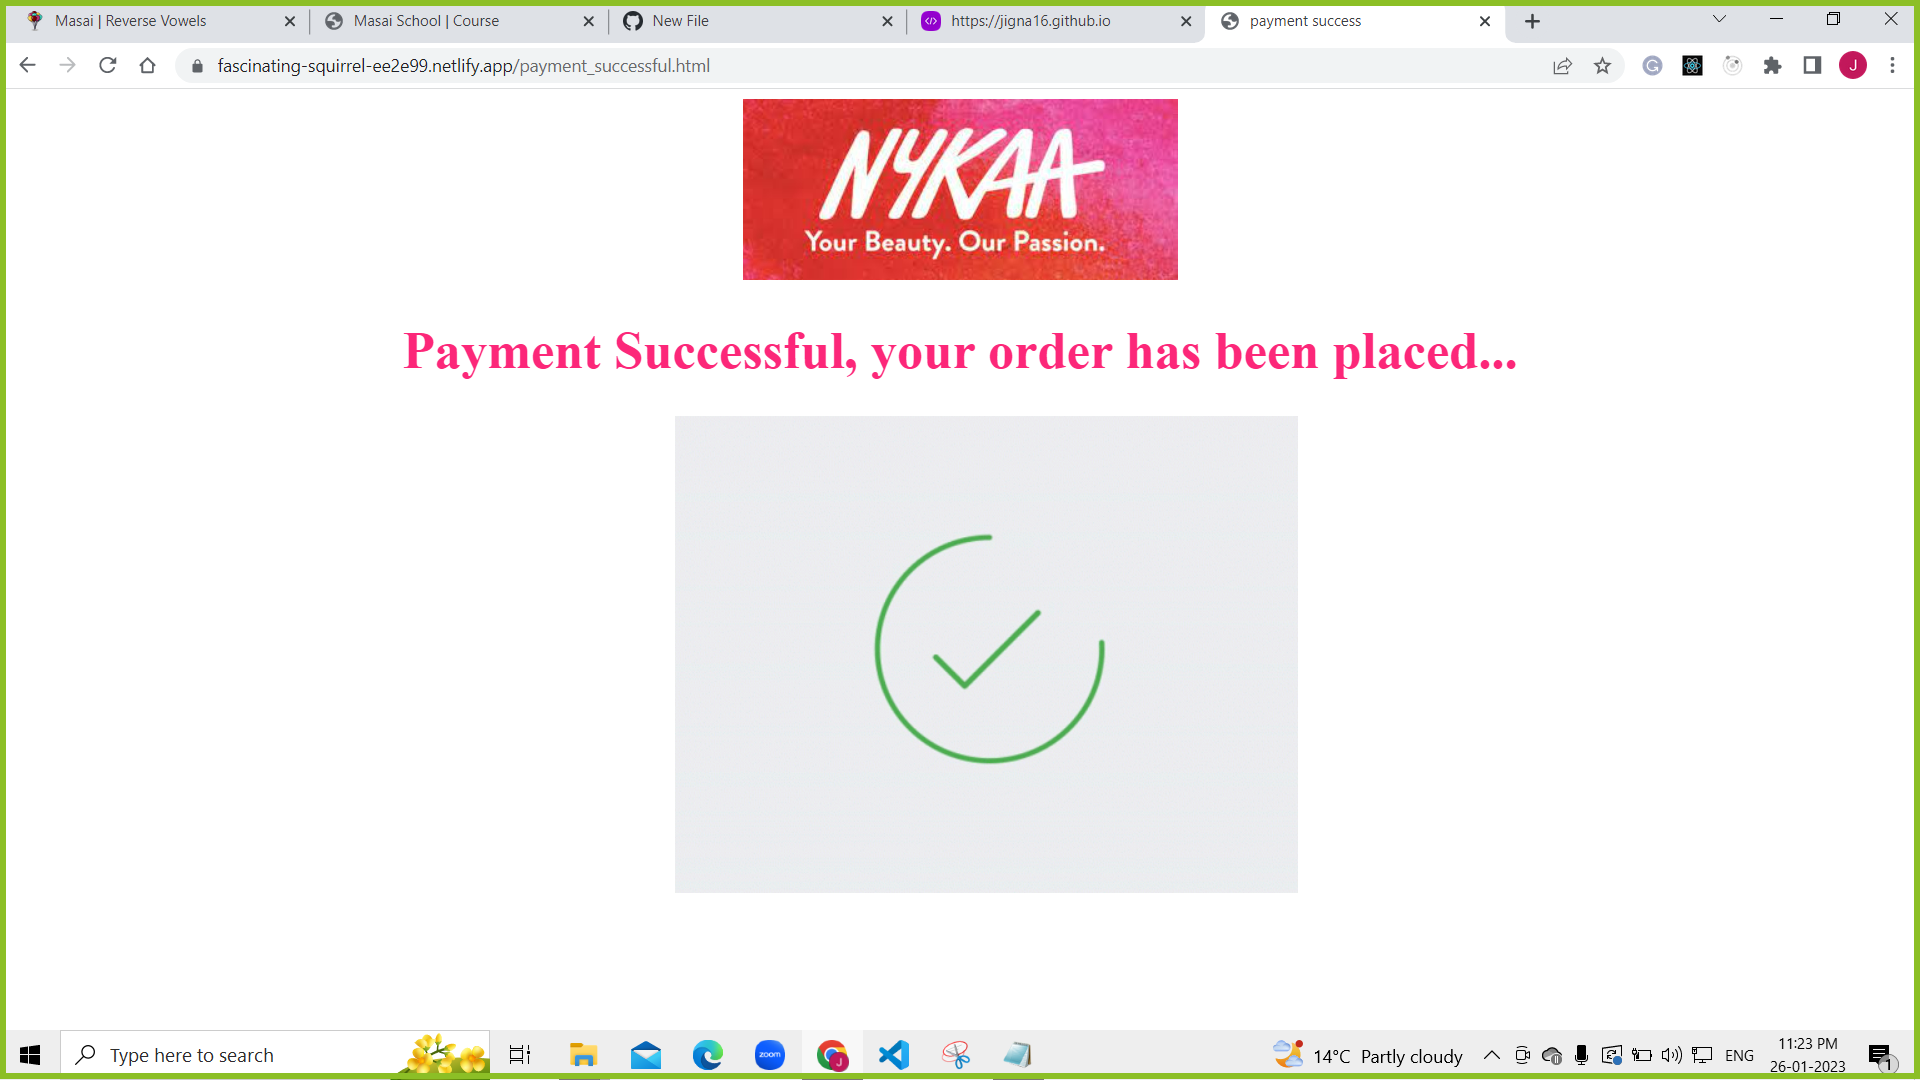 Masai | Reverse Vowels
Masai School | Course
New File
https://jigna16.github.io
payment success
fascinating-squirrel-ee2e99.netlify.app/payment_successful.html
J
NYKAA
Your Beauty. Our Passion.
Payment Successful, your order has been placed...
Type here to search
zoom
J
14°C Partly cloudy
ENG
11:23 PM
26-01-2023
1